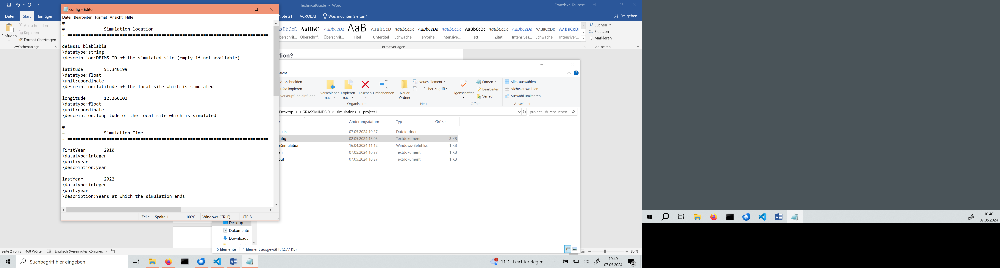 TechnicalGuide - Word
Franziska Taubert
Datei Start Einfügen
Note 21 ACROBAT Was möchten Sie tun?
Freigeben
Einfügen
Ausschneiden
Kopieren
Format übertragen
Zwischenablage
AaBbCcD AaBbCc AaBbCcDa AaB AaBbCcD AaBbCcDa AaBbCcDa AaBbCcDa AaBbCcDc AaBbCcDa AaBbCcDa AaBbCcDD AaBbCcD
berschrif... Überschrif... Überschrif... Titel Untertitel Schwache... Hervorhe... Intensive... Fett Zitat Intensives... Schwache... Intensiver...
Formatvorlagen
Suchen
Ersetzen
Markieren
Bearbeiten
tion?
config - Editor
Datei Bearbeiten Format Ansicht Hilfe
# =============================================================================
# Simulation location
# =============================================================================
deimsID blablabla
\datatype:string
\description:DEIMS.ID of the simulated site (empty if not available)
latitude 51.340199
\datatype:float
\unit:coordinate
\description:latitude of the local site which is simulated
longitude 12.360103
\datatype:float
\unit:coordinate
\description:longitude of the local site which is simulated
# =============================================================================
# Simulation Time
# =============================================================================
firstYear 2010
\datatype:integer
\unit:year
\description:year
lastYear 2022
\datatype:integer
\unit:year
\description:Years at which the simulation ends
Zeile 1, Spalte 1 100% Windows (CRLF) UTF-8
sicht
Ausschneiden
Pfad kopieren
Verknüpfung einfügen
Verschieben nach
Kopieren nach
Löschen
Umbenennen
Organisieren
Neuer Ordner
Neues Element
Einfacher Zugriff
Neu
Eigenschaften
Öffnen
Bearbeiten
Verlauf
Öffnen
Alles auswählen
Nichts auswählen
Auswahl umkehren
Auswählen
Desktop > uGRASSMIND3.0 > simulations > project1
project1 durchsuchen
Änderungsdatum Typ Größe
sults 07.05.2024 10:37 Dateiordner
nfig 02.05.2024 13:03 Textdokument 3 KB
nSimulation 16.04.2024 11:12 Windows-Befehlss... 1 KB
err 07.05.2024 10:37 Textdokument 1 KB
out 07.05.2024 10:37 Textdokument 1 KB
Desktop
Dokumente
Downloads
5 Elemente 1 Element ausgewählt (2,77 KB)
Seite 2 von 3 468 Wörter Englisch (Vereinigtes Königreich)
80 %
Suchbegriff hier eingeben
1
11°C Leichter Regen
10:40
07.05.2024
4
10:40
07.05.2024